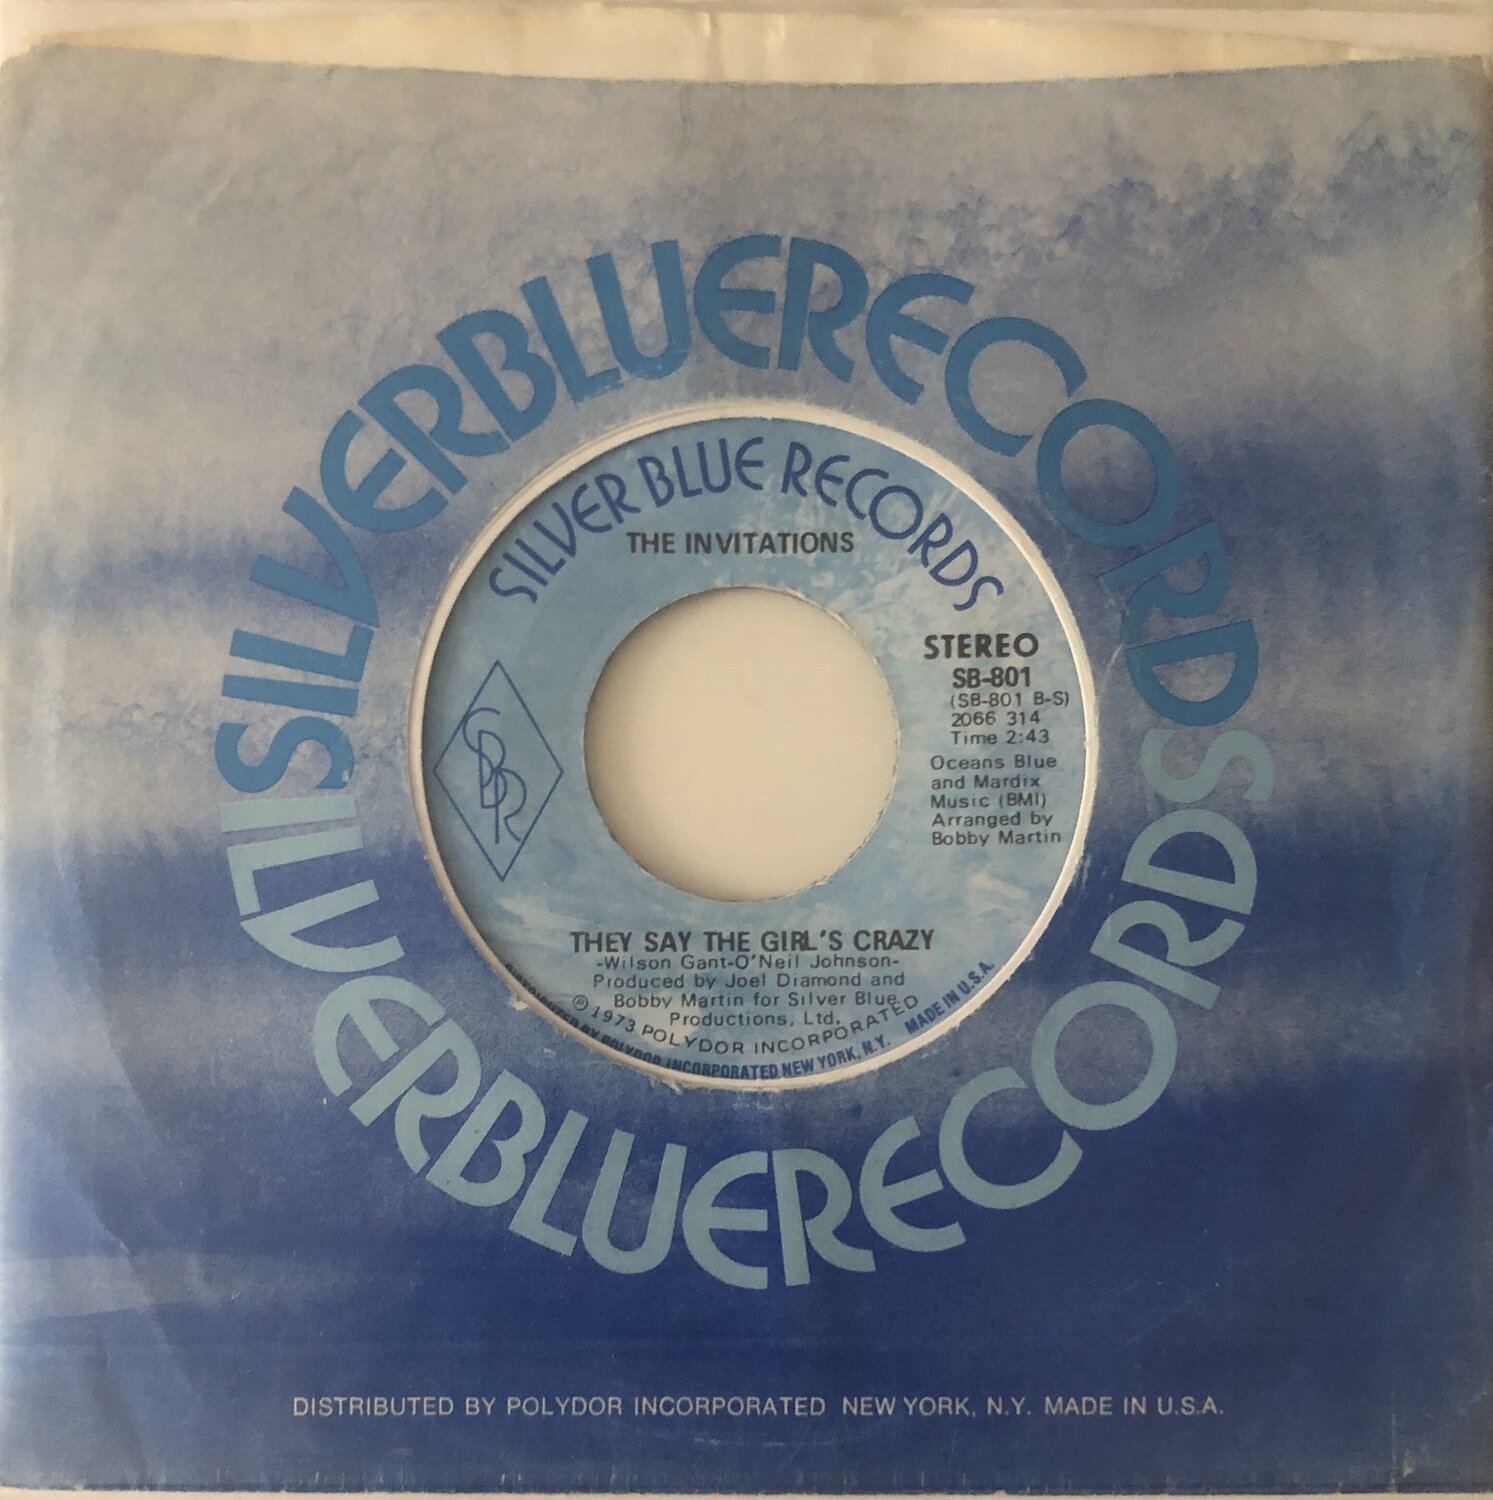 SILVERBLUERECORDS
SILVER BLUE RECORDS
THE INVITATIONS
STEREO
SB-801
(SB-801 B-S)
2066 314
Time 2:43
Oceans Blue
and Mardix
Music (BMI)
Arranged by
Bobby Martin
SBR
THEY SAY THE GIRL'S CRAZY
-Wilson Gant-O'Neil Johnson-
Produced by Joel Diamond and
Bobby Martin for Silver Blue
Productions, Ltd.
℗ 1973 POLYDOR INCORPORATED
DISTRIBUTED BY POLYDOR INCORPORATED NEW YORK, N.Y. MADE IN U.S.A.
SILVERBLUERECORDS
DISTRIBUTED BY POLYDOR INCORPORATED NEW YORK, N.Y. MADE IN U.S.A.